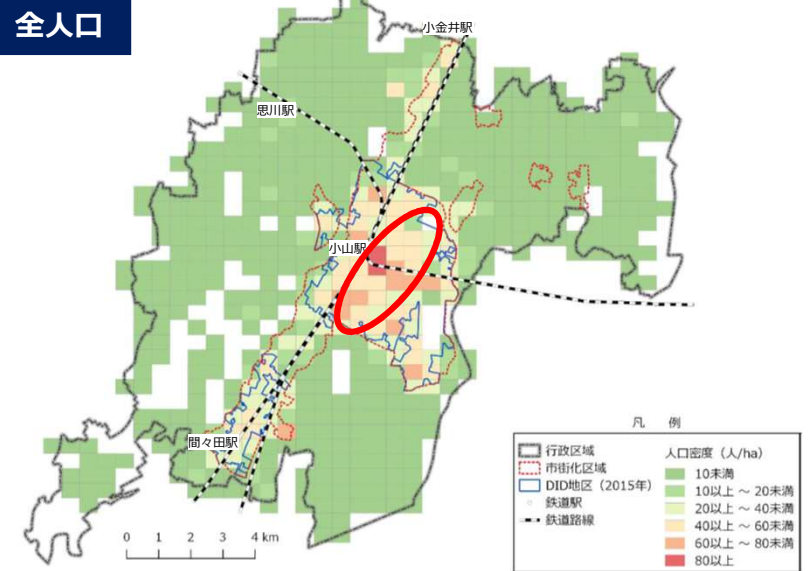 全人口
小金井駅
思川駅
小山駅
間々田駅
0 1 2 3 4 km
凡 例
行政区域
市街化区域
DID地区（2015年）
鉄道駅
鉄道路線
人口密度（人/ha）
10未満
10以上 ～ 20未満
20以上 ～ 40未満
40以上 ～ 60未満
60以上 ～ 80未満
80以上